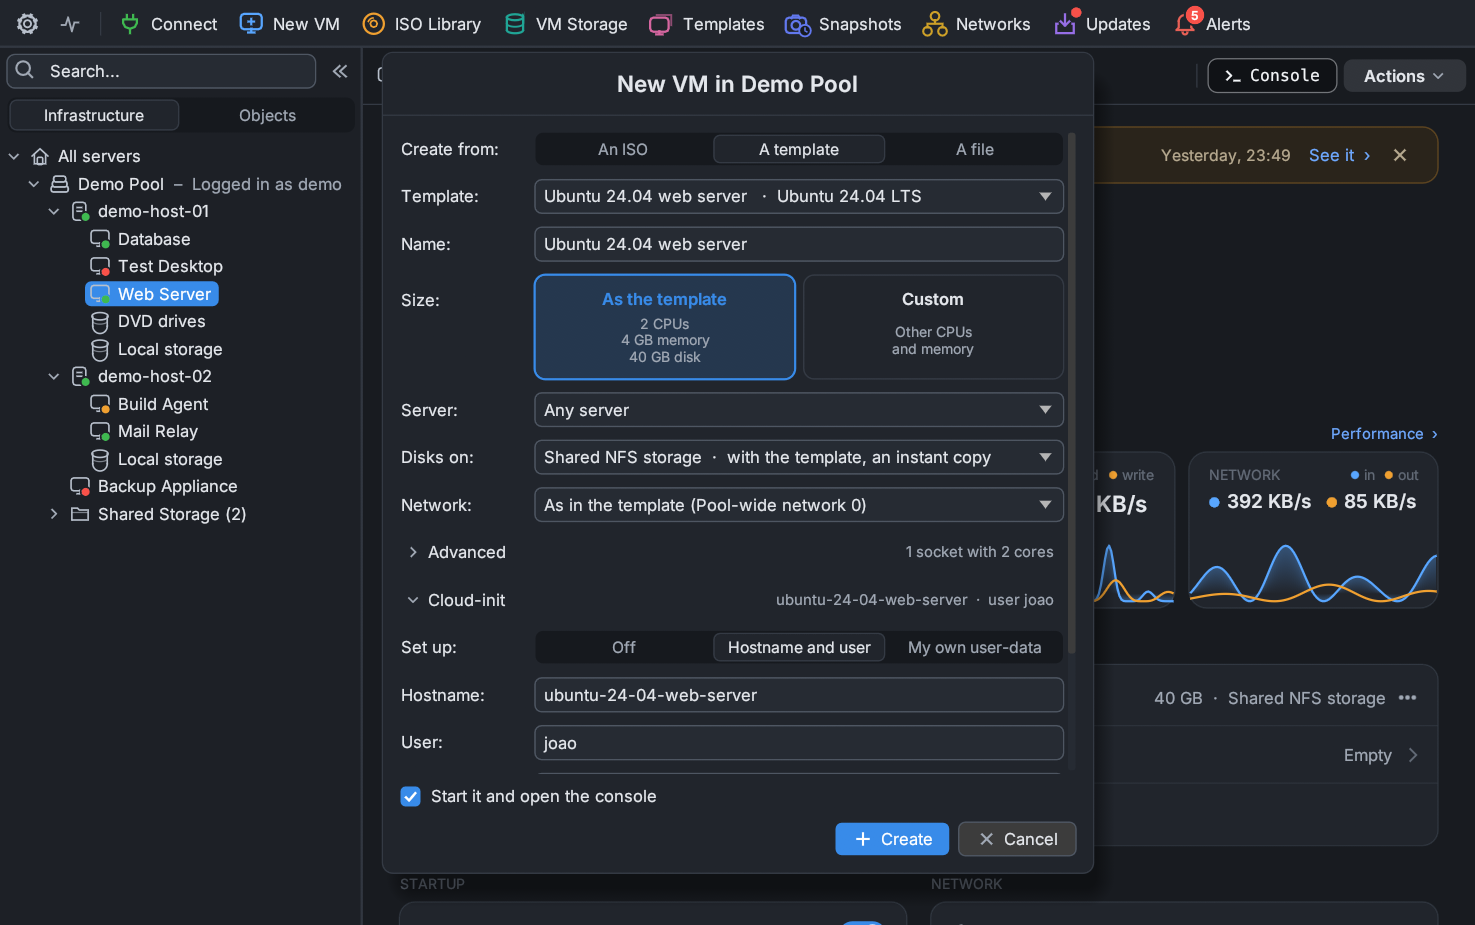 Connect
New VM
ISO Library
VM Storage
Templates
Snapshots
Networks
Updates
5
Alerts
Search...
Infrastructure
Objects
All servers
Demo Pool – Logged in as demo
demo-host-01
Database
Test Desktop
Web Server
DVD drives
Local storage
demo-host-02
Build Agent
Mail Relay
Local storage
Backup Appliance
Shared Storage (2)
Console
Actions
Yesterday, 23:49 See it ›
Performance ›
write
KB/s
NETWORK
in out
392 KB/s 85 KB/s
40 GB · Shared NFS storage
Empty
STARTUP
NETWORK
New VM in Demo Pool
Create from:
An ISO
A template
A file
Template:
Ubuntu 24.04 web server · Ubuntu 24.04 LTS
Name:
Ubuntu 24.04 web server
Size:
As the template
2 CPUs
4 GB memory
40 GB disk
Custom
Other CPUs
and memory
Server:
Any server
Disks on:
Shared NFS storage · with the template, an instant copy
Network:
As in the template (Pool-wide network 0)
Advanced
1 socket with 2 cores
Cloud-init
ubuntu-24-04-web-server · user joao
Set up:
Off
Hostname and user
My own user-data
Hostname:
ubuntu-24-04-web-server
User:
joao
Start it and open the console
Create
Cancel